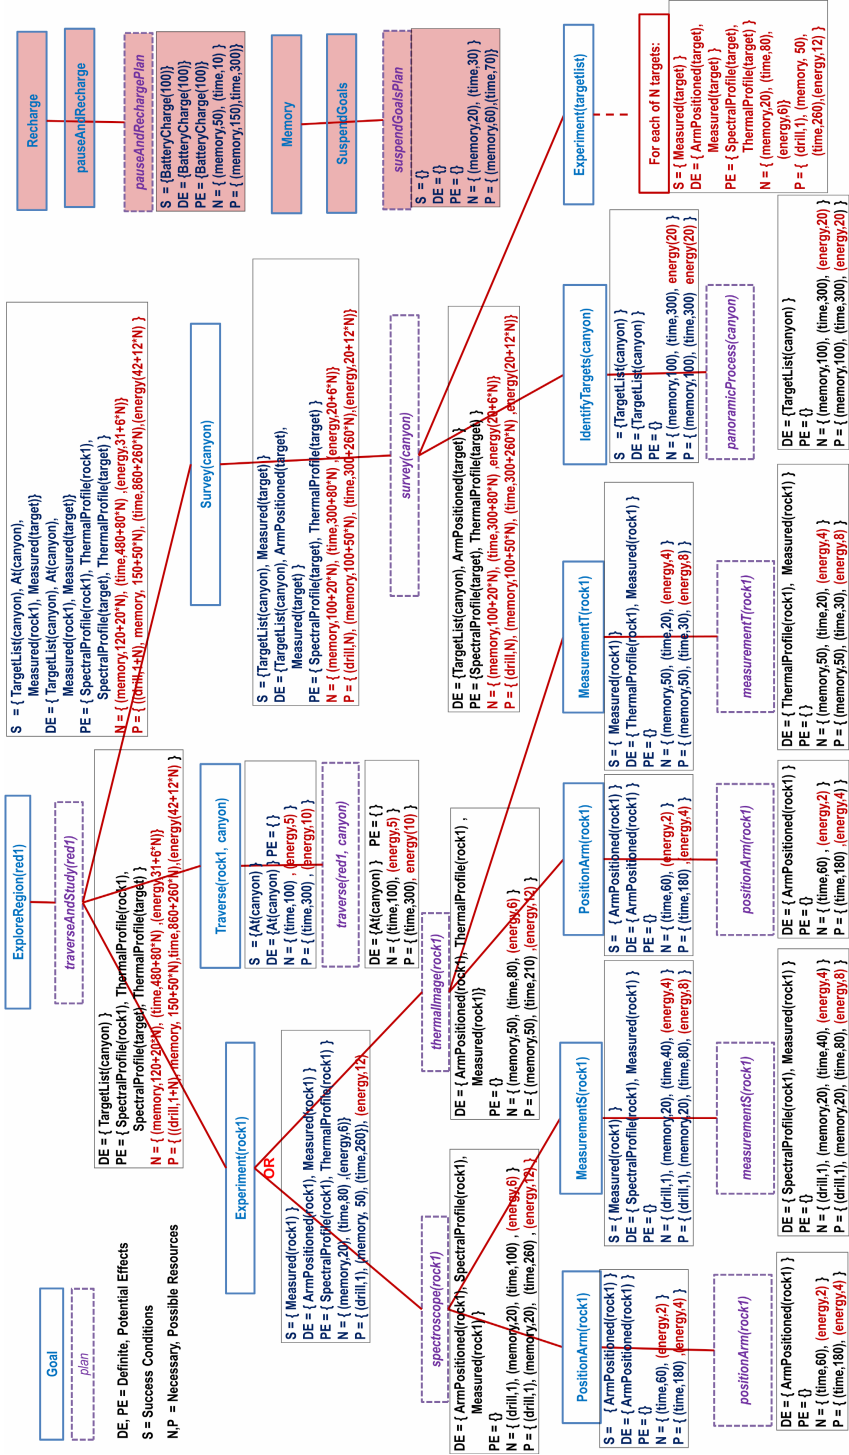 Goal
plan
DE, PE = Definite, Potential Effects
S = Success Conditions
N,P = Necessary, Possible Resources
ExploreRegion(red1)
S = { TargetList(canyon), At(canyon),
Measured(rock1), Measured(target)}
DE = { TargetList(canyon), At(canyon),
Measured(rock1), Measured(target)}
PE = { SpectralProfile(rock1), ThermalProfile(rock1),
SpectralProfile(target), ThermalProfile(target) }
N = { (memory,120+20*N), (time,480+80*N) ,(energy,31+6*N)}
P = { ((drill,1+N), memory, 150+50*N), (time,860+260*N),(energy(42+12*N) }
traverseAndStudy(red1)
DE = { TargetList(canyon) }
PE = { SpectralProfile(rock1), ThermalProfile(rock1),
SpectralProfile(target), ThermalProfile(target) }
N = { (memory,120+20*N), (time,480+80*N) ,(energy,31+6*N)}
P = { ((drill,1+N), memory, 150+50*N),time,860+260*N),(energy(42+12*N) }
Recharge
pauseAndRecharge
pauseAndRechargePlan
S = {BatteryCharge(100)}
DE = {BatteryCharge(100)}
PE = {BatteryCharge(100)}
N = { (memory,50), (time,10) }
P = { (memory,150),time,300)}
Experiment(rock1)
OR
S = { Measured(rock1) }
DE = { ArmPositioned(rock1), Measured(rock1) }
PE = { SpectralProfile(rock1), ThermalProfile(rock1) }
N = { (memory,20), (time,80) ,(energy,6)}
P = { (drill,1), (memory, 50), (time,260)}, (energy,12)
Traverse(rock1, canyon)
S = {At(canyon) }
DE = {At(canyon) } PE = { }
N = { (time,100) , (energy,5) }
P = { (time,300) , (energy,10) }
traverse(red1, canyon)
DE = {At(canyon) } PE = {}
N = { (time,100), (energy,5) }
P = { (time,300), energy(10) }
Survey(canyon)
S = {TargetList(canyon), Measured(target) }
DE = {TargetList(canyon), ArmPositioned(target),
Measured(target) }
PE = { SpectralProfile(target), ThermalProfile(target) }
N = { (memory,100+20*N), (time,300+80*N), (energy,20+6*N)}
P = { (drill,N), (memory,100+50*N), (time,300+260*N),(energy,20+12*N)}
survey(canyon)
DE = {TargetList(canyon), ArmPositioned(target) }
PE = {SpectralProfile(target), ThermalProfile(target) }
N = { (memory,100+20*N), (time,300+80*N) ,energy(20+6*N)}
P = { (drill,N), (memory,100+50*N), (time,300+260*N) ,energy(20+12*N)}
Memory
SuspendGoals
suspendGoalsPlan
S = {}
DE = {}
PE = {}
N = { (memory,20), (time,30) }
P = { (memory,60),(time,70)}
spectroscope(rock1)
DE = { ArmPositioned(rock1), SpectralProfile(rock1),
Measured(rock1) }
PE = {}
N = { (drill,1), (memory,20), (time,100) , (energy,6) }
P = { (drill,1), (memory,20), (time,260) , (energy,12) }
thermalImage(rock1)
DE = { ArmPositioned(rock1), ThermalProfile(rock1) ,
Measured(rock1)}
PE = {}
N = { (memory,50), (time,80), (energy,6) }
P = { (memory,50), (time,210) ,(energy,12) }
PositionArm(rock1)
S = { ArmPositioned(rock1) }
DE = { ArmPositioned(rock1) }
PE = {}
N = { (time,60), (energy,2) }
P = { (time,180) ,(energy,4) }
positionArm(rock1)
DE = { ArmPositioned(rock1) }
PE = {}
N = { (time,60), (energy,2) }
P = { (time,180), (energy,4) }
MeasurementS(rock1)
S = { Measured(rock1) }
DE = { SpectralProfile(rock1), Measured(rock1) }
PE = {}
N = { (drill,1), (memory,20), (time,40), (energy,4) }
P = { (drill,1), (memory,20), (time,80), (energy,8) }
measurementS(rock1)
DE = { SpectralProfile(rock1), Measured(rock1) }
PE = {}
N = { (drill,1), (memory,20), (time,40), (energy,4) }
P = { (drill,1), (memory,20), (time,80), (energy,8) }
PositionArm(rock1)
S = { ArmPositioned(rock1) }
DE = { ArmPositioned(rock1) }
PE = {}
N = { (time,60), (energy,2) }
P = { (time,180) , (energy,4) }
positionArm(rock1)
DE = { ArmPositioned(rock1) }
PE = {}
N = { (time,60) , (energy,2) }
P = { (time,180) , (energy,4) }
MeasurementT(rock1)
S = { Measured(rock1) }
DE = { ThermalProfile(rock1), Measured(rock1) }
PE = {}
N = { (memory,50), (time,20), (energy,4) }
P = { (memory,50), (time,30), (energy,8) }
measurementT(rock1)
DE = { ThermalProfile(rock1), Measured(rock1) }
PE = {}
N = { (memory,50), (time,20), (energy,4) }
P = { (memory,50), (time,30), (energy,8) }
IdentifyTargets(canyon)
S = {TargetList(canyon) }
DE = {TargetList(canyon) }
PE = {}
N = { (memory,100), (time,300), energy(20) }
P = { (memory,100), (time,300) energy(20) }
panoramicProcess(canyon)
DE = {TargetList(canyon) }
PE = {}
N = { (memory,100), (time,300), (energy,20) }
P = { (memory,100), (time,300), (energy,20) }
Experiment(targetlist)
For each of N targets:
S = { Measured(target) }
DE = { ArmPositioned(target),
Measured(target) }
PE = { SpectralProfile(target),
ThermalProfile(target) }
N = { (memory,20), (time,80),
(energy,6)}
P = { (drill,1), (memory, 50),
(time,260),(energy,12) }